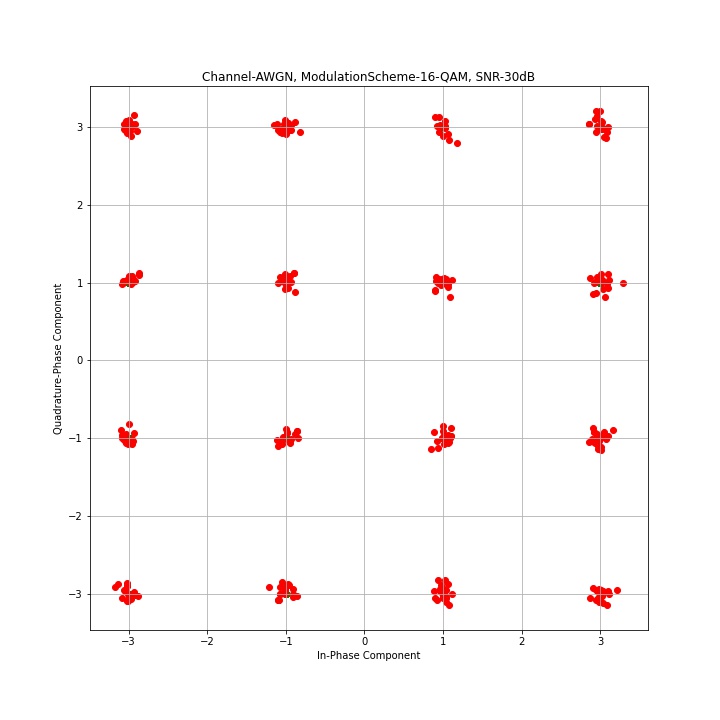 Channel-AWGN, ModulationScheme-16-QAM, SNR-30dB
3
2
1
0
−1
−2
−3
Quadrature-Phase Component
−3 −2 −1 0 1 2 3
In-Phase Component